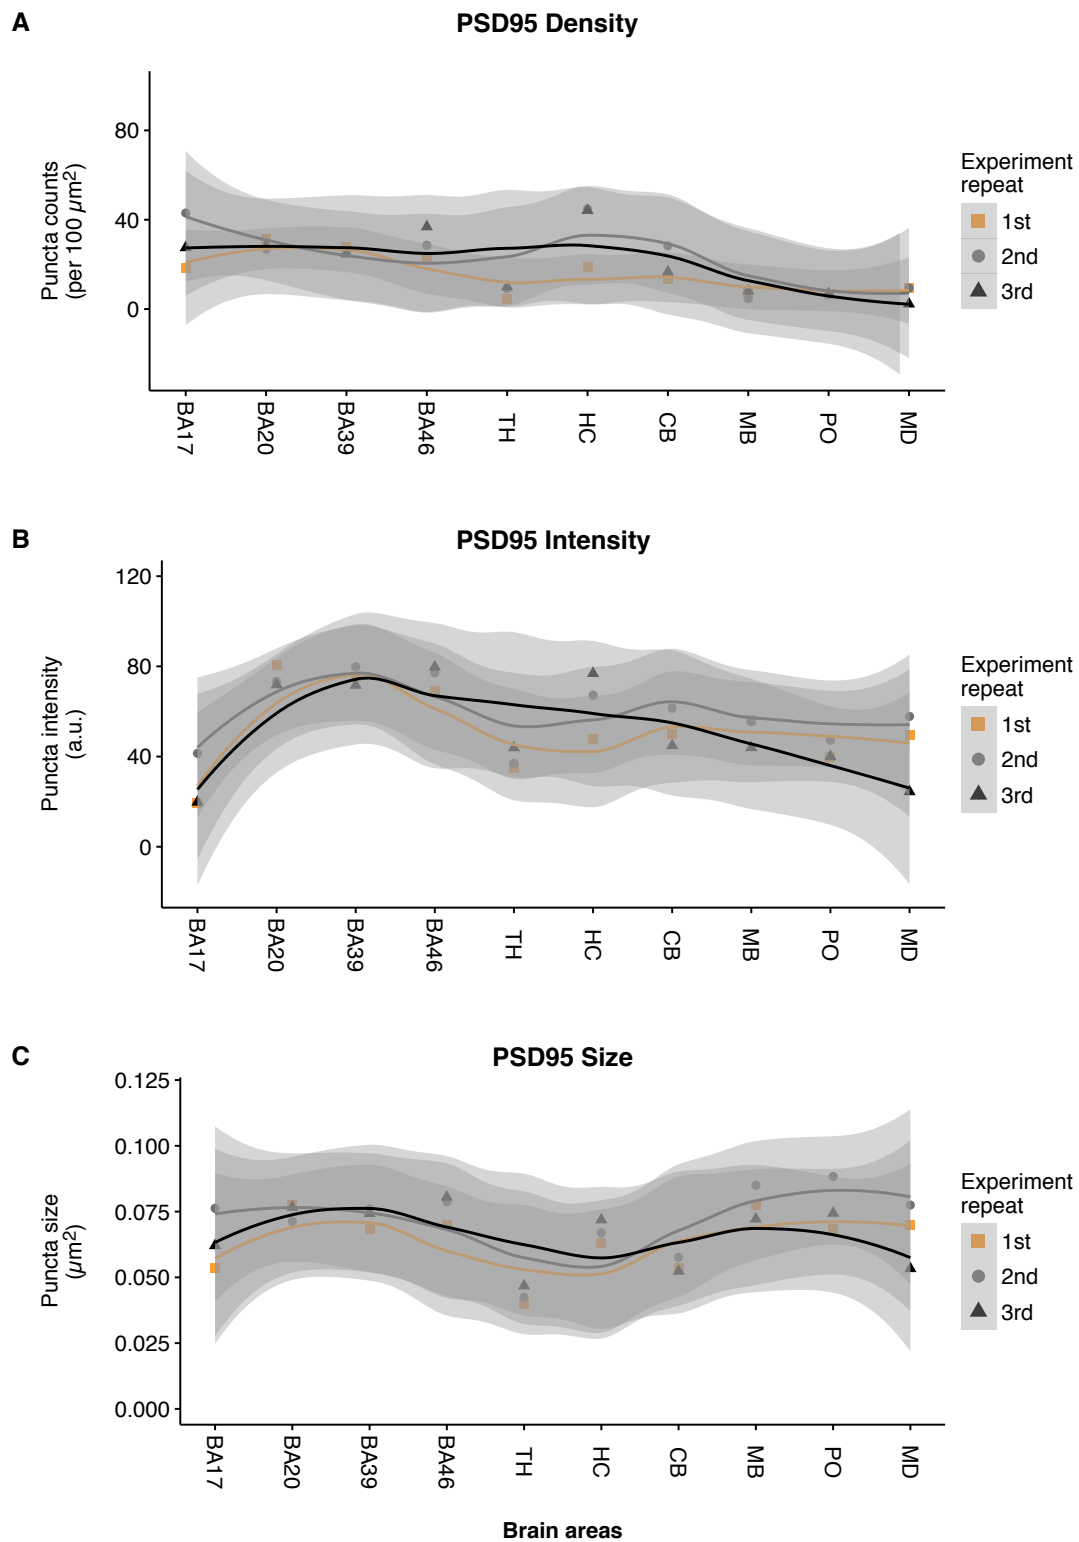 A
PSD95 Density
Puncta counts
(per 100 µm2)
80
40
0
BA17
BA20
BA39
BA46
TH
HC
CB
MB
PO
MD
Experiment
repeat
1st
2nd
3rd
B
PSD95 Intensity
Puncta intensity
(a.u.)
120
80
40
0
BA17
BA20
BA39
BA46
TH
HC
CB
MB
PO
MD
Experiment
repeat
1st
2nd
3rd
C
PSD95 Size
Puncta size
(µm2)
0.125
0.100
0.075
0.050
0.025
0.000
BA17
BA20
BA39
BA46
TH
HC
CB
MB
PO
MD
Experiment
repeat
1st
2nd
3rd
Brain areas